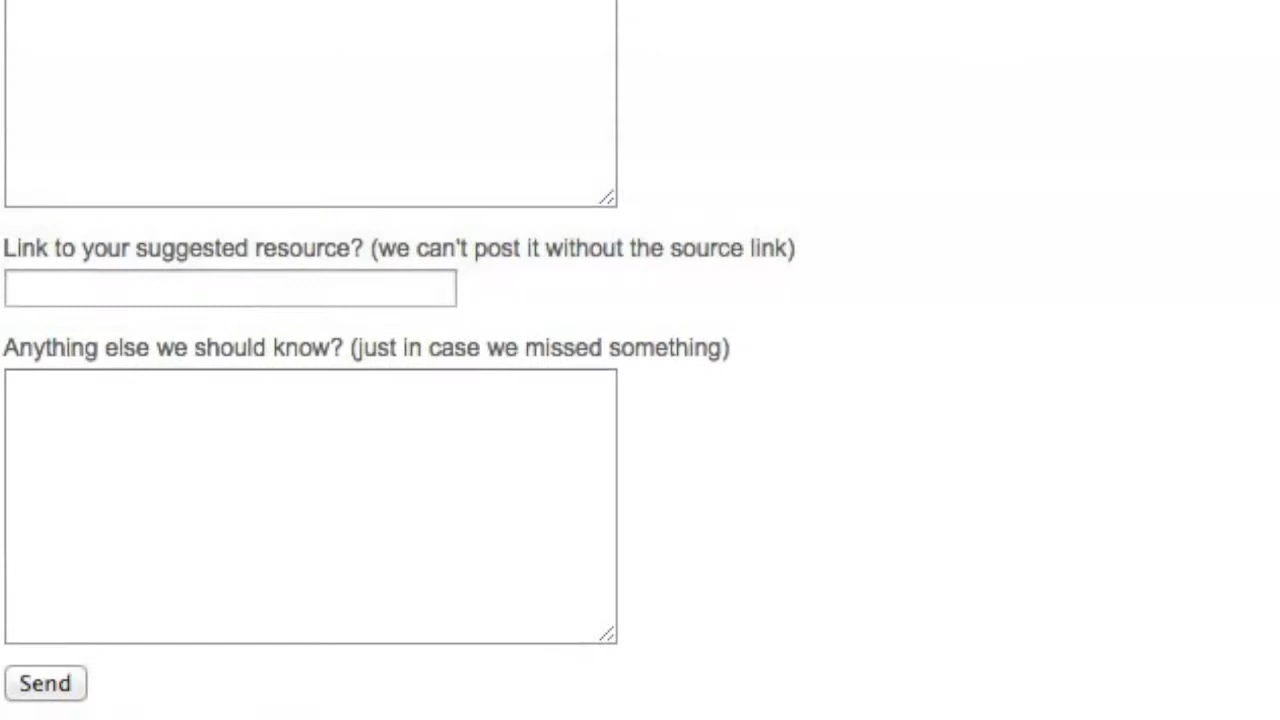 Link to your suggested resource? (we can't post it without the source link)
Anything else we should know? (just in case we missed something)
Send